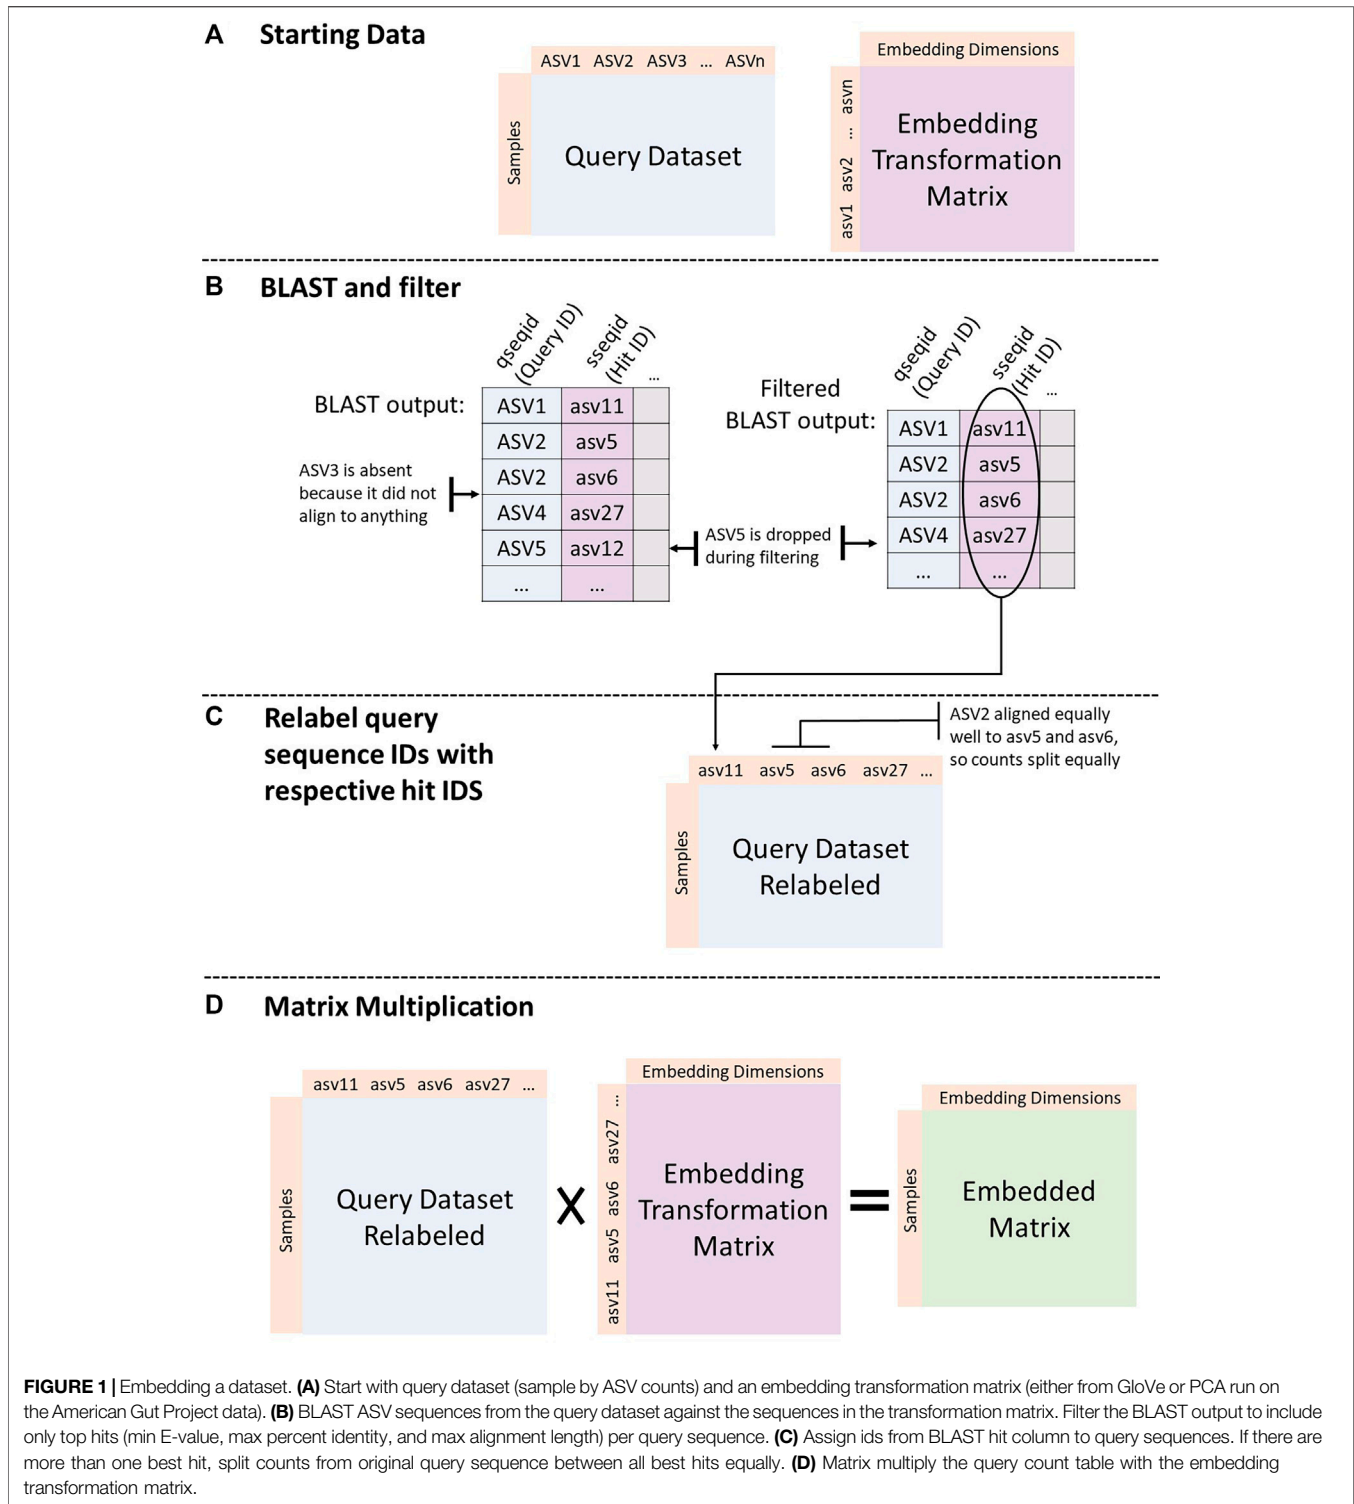 A Starting Data
ASV1 ASV2 ASV3 ... ASVn
Samples
Query Dataset
Embedding Dimensions
asv1 asv2 ... asvn
Embedding
Transformation
Matrix
B BLAST and filter
qseqid
(Query ID)
sseqid
(Hit ID)
...
BLAST output:
ASV1 asv11
ASV2 asv5
ASV2 asv6
ASV4 asv27
ASV5 asv12
... ...
ASV3 is absent
because it did not
align to anything
ASV5 is dropped
during filtering
qseqid
(Query ID)
sseqid
(Hit ID)
...
Filtered
BLAST output:
ASV1 asv11
ASV2 asv5
ASV2 asv6
ASV4 asv27
... ...
C Relabel query
sequence IDs with
respective hit IDS
ASV2 aligned equally
well to asv5 and asv6,
so counts split equally
asv11 asv5 asv6 asv27 ...
Samples
Query Dataset
Relabeled
D Matrix Multiplication
asv11 asv5 asv6 asv27 ...
Samples
Query Dataset
Relabeled
X
Embedding Dimensions
asv11 asv5 asv6 asv27 ...
Embedding
Transformation
Matrix
=
Embedding Dimensions
Samples
Embedded
Matrix
FIGURE 1 | Embedding a dataset. (A) Start with query dataset (sample by ASV counts) and an embedding transformation matrix (either from GloVe or PCA run on
the American Gut Project data). (B) BLAST ASV sequences from the query dataset against the sequences in the transformation matrix. Filter the BLAST output to include
only top hits (min E-value, max percent identity, and max alignment length) per query sequence. (C) Assign ids from BLAST hit column to query sequences. If there are
more than one best hit, split counts from original query sequence between all best hits equally. (D) Matrix multiply the query count table with the embedding
transformation matrix.